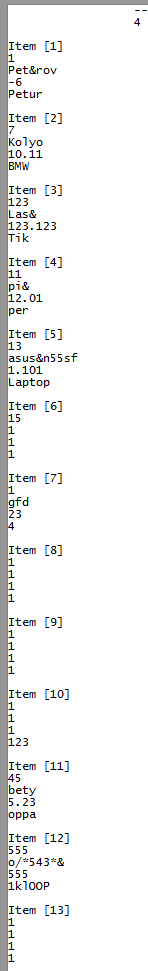 --
4
Item [1]
1
Pet&rov
-6
Petur
Item [2]
7
Kolyo
10.11
BMW
Item [3]
123
Las&
123.123
Tik
Item [4]
11
pi&
12.01
per
Item [5]
13
asus&n55sf
1.101
Laptop
Item [6]
15
1
1
1
Item [7]
1
gfd
23
4
Item [8]
1
1
1
1
Item [9]
1
1
1
1
Item [10]
1
1
1
123
Item [11]
45
bety
5.23
oppa
Item [12]
555
o/*543*&
555
1klOOP
Item [13]
1
1
1
1